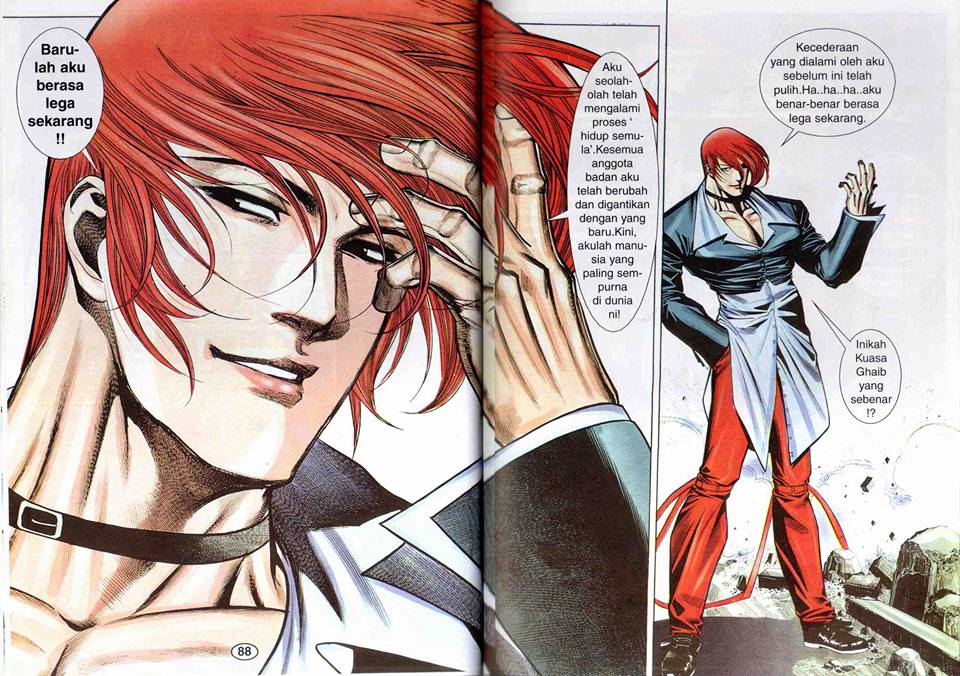 Baru-
lah aku
berasa
lega
sekarang
!!
Aku
seolah-
olah telah
mengalami
proses '
hidup semu-
la'.Kesemua
anggota
badan aku
telah berubah
dan digantikan
dengan yang
baru.Kini,
akulah manu-
sia yang
paling sem-
purna
di dunia
ni!
Kecederaan
yang dialami oleh aku
sebelum ini telah
pulih.Ha..ha..ha..aku
benar-benar berasa
lega sekarang.
Inikah
Kuasa
Ghaib
yang
sebenar
!?
88